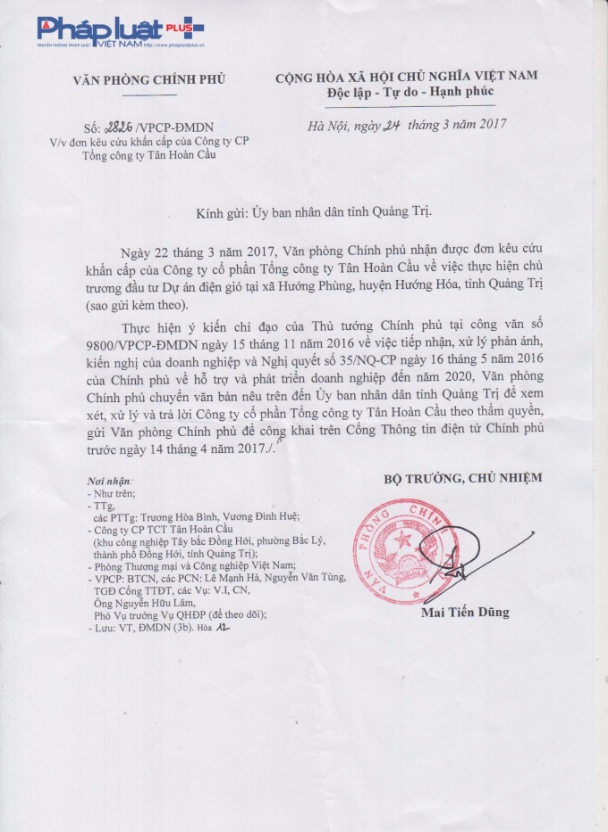 Pháp luật PLUS+
VIỆT NAM http://www.phapluatplus.vn
VĂN PHÒNG CHÍNH PHỦ
CỘNG HÒA XÃ HỘI CHỦ NGHĨA VIỆT NAM
Độc lập - Tự do - Hạnh phúc
Số: 2826/VPCP-ĐMDN
V/v đơn kêu cứu khẩn cấp của Công ty CP
Tổng công ty Tân Hoàn Cầu
Hà Nội, ngày 24 tháng 3 năm 2017
Kính gửi: Ủy ban nhân dân tỉnh Quảng Trị.
Ngày 22 tháng 3 năm 2017, Văn phòng Chính phủ nhận được đơn kêu cứu
khẩn cấp của Công ty cổ phần Tổng công ty Tân Hoàn Cầu về việc thực hiện chủ
trương đầu tư Dự án điện gió tại xã Hướng Phùng, huyện Hướng Hóa, tỉnh Quảng Trị
(sao gửi kèm theo).
Thực hiện ý kiến chỉ đạo của Thủ tướng Chính phủ tại công văn số
9800/VPCP-ĐMDN ngày 15 tháng 11 năm 2016 về việc tiếp nhận, xử lý phản ánh,
kiến nghị của doanh nghiệp và Nghị quyết số 35/NQ-CP ngày 16 tháng 5 năm 2016
của Chính phủ về hỗ trợ và phát triển doanh nghiệp đến năm 2020, Văn phòng
Chính phủ chuyển văn bản nêu trên đến Ủy ban nhân dân tỉnh Quảng Trị để xem
xét, xử lý và trả lời Công ty cổ phần Tổng công ty Tân Hoàn Cầu theo thẩm quyền,
gửi Văn phòng Chính phủ để công khai trên Cổng Thông tin điện tử Chính phủ
trước ngày 14 tháng 4 năm 2017./.
Nơi nhận:
- Như trên;
- TTg,
các PTTg: Trương Hòa Bình, Vương Đình Huệ;
- Công ty CP TCT Tân Hoàn Cầu
(khu công nghiệp Tây bắc Đồng Hới, phường Bắc Lý,
thành phố Đồng Hới, tỉnh Quảng Trị);
- Phòng Thương mại và Công nghiệp Việt Nam;
- VPCP: BTCN, các PCN: Lê Mạnh Hà, Nguyễn Văn Tùng,
TGĐ Cổng TTĐT, các Vụ: V.I, CN,
Ông Nguyễn Hữu Lâm,
Phó Vụ trưởng Vụ QHĐP (để theo dõi);
- Lưu: VT, ĐMDN (3b). Hòa 12
BỘ TRƯỞNG, CHỦ NHIỆM
VĂN PHÒNG CHÍNH PHỦ
Mai Tiến Dũng